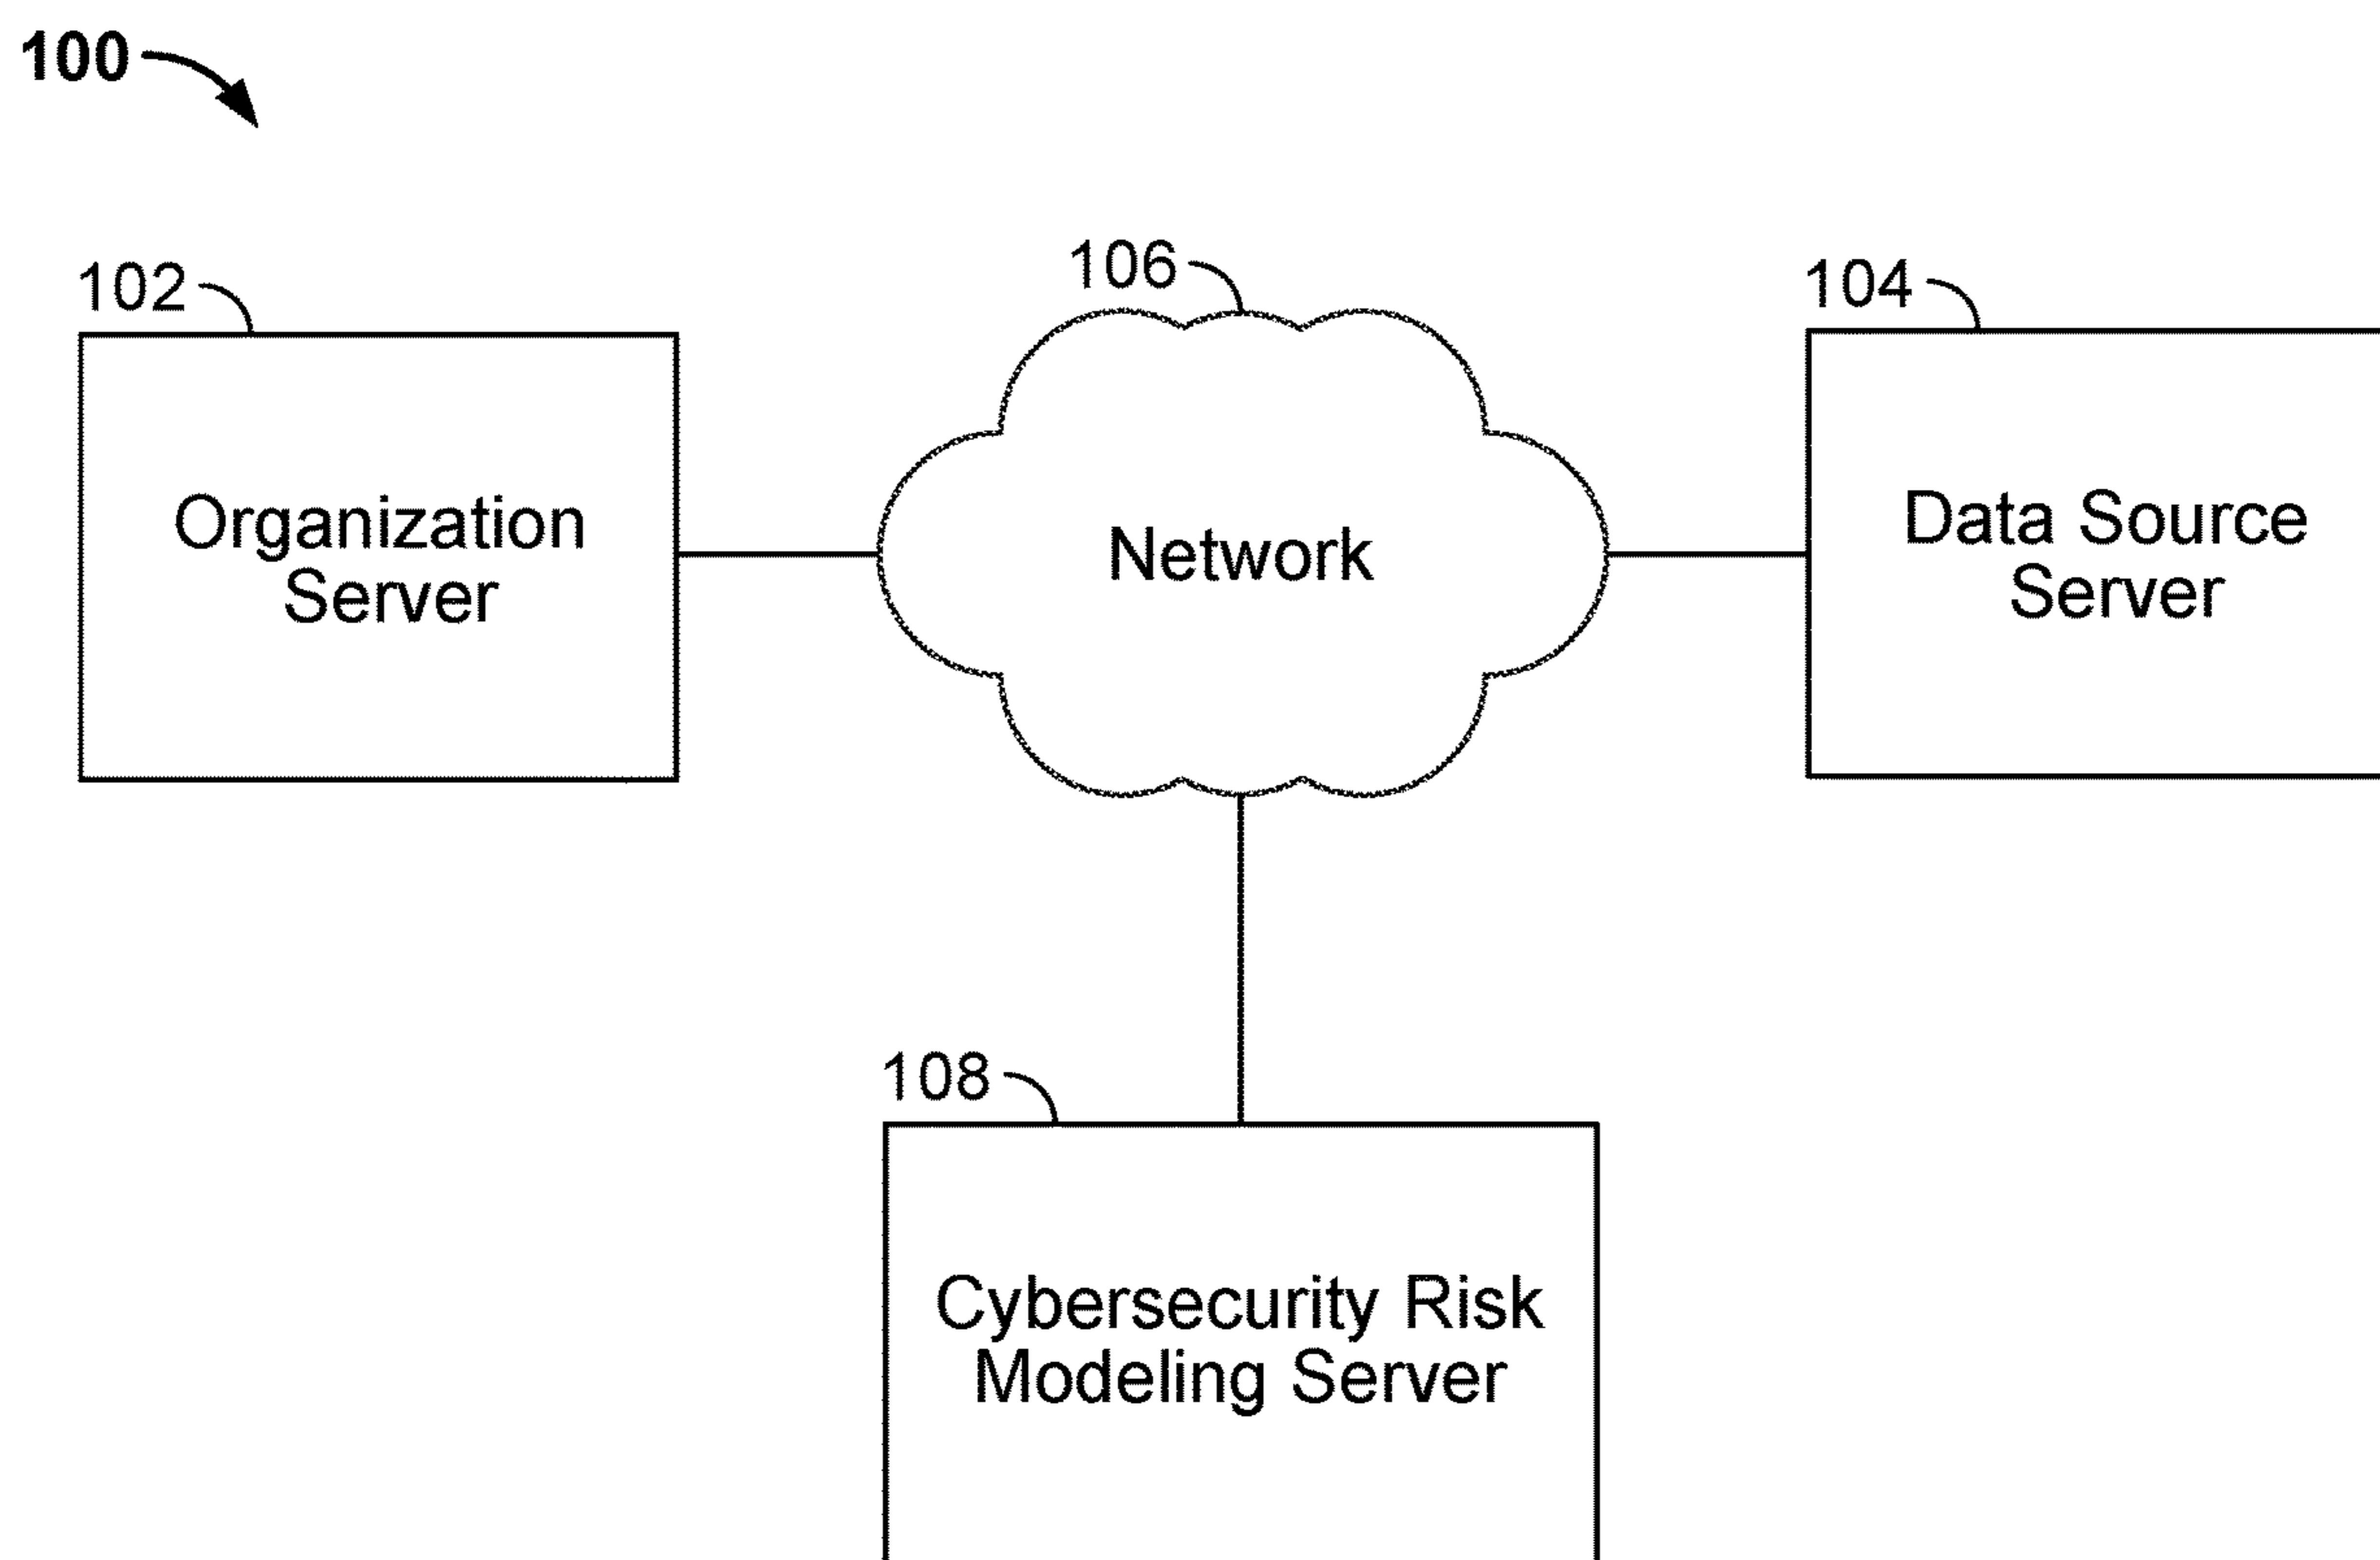 100
102
106
104
Organization
Server
Network
Data Source
Server
108
Cybersecurity Risk
Modeling Server